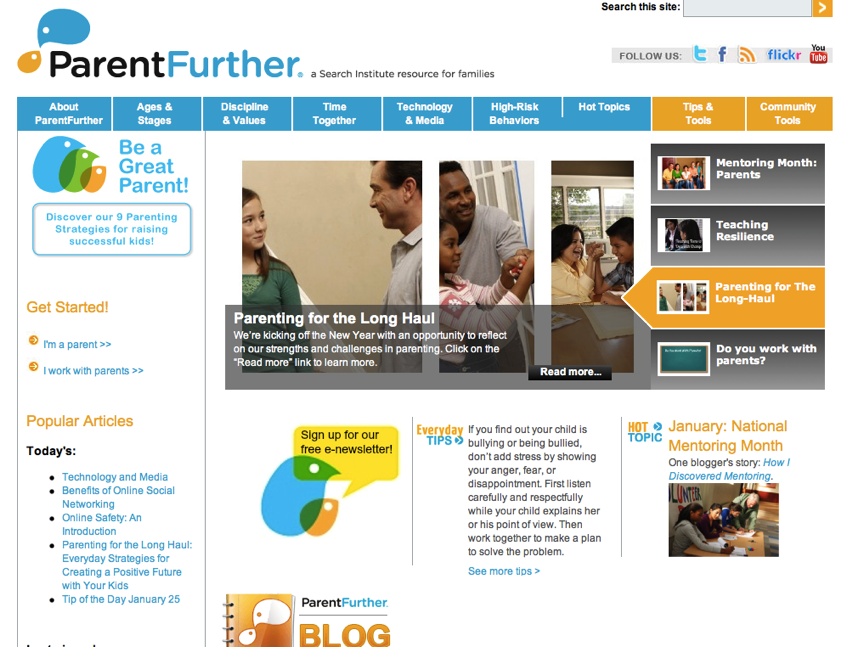 Search this site:
ParentFurther.
a Search Institute resource for families
FOLLOW US:
flickr
You
Tube
About
ParentFurther
Ages &
Stages
Discipline
& Values
Time
Together
Technology
& Media
High-Risk
Behaviors
Hot Topics
Tips &
Tools
Community
Tools
Be a
Great
Parent!
Discover our 9 Parenting
Strategies for raising
successful kids!
Get Started!
I'm a parent >>
I work with parents >>
Popular Articles
Today's:
Technology and Media
Benefits of Online Social
Networking
Online Safety: An
Introduction
Parenting for the Long Haul:
Everyday Strategies for
Creating a Positive Future
with Your Kids
Tip of the Day January 25
Parenting for the Long Haul
We're kicking off the New Year with an opportunity to reflect
on our strengths and challenges in parenting. Click on the
"Read more" link to learn more.
Read more...
Mentoring Month:
Parents
Teaching
Resilience
Parenting for The
Long-Haul
Do you work with
parents?
Sign up for our
free e-newsletter!
Everyday
TIPS
If you find out your child is
bullying or being bullied,
don't add stress by showing
your anger, fear, or
disappointment. First listen
carefully and respectfully
while your child explains her
or his point of view. Then
work together to make a plan
to solve the problem.
See more tips >
HOT
TOPIC
January: National
Mentoring Month
One blogger's story: How I
Discovered Mentoring.
ParentFurther.
BLOG